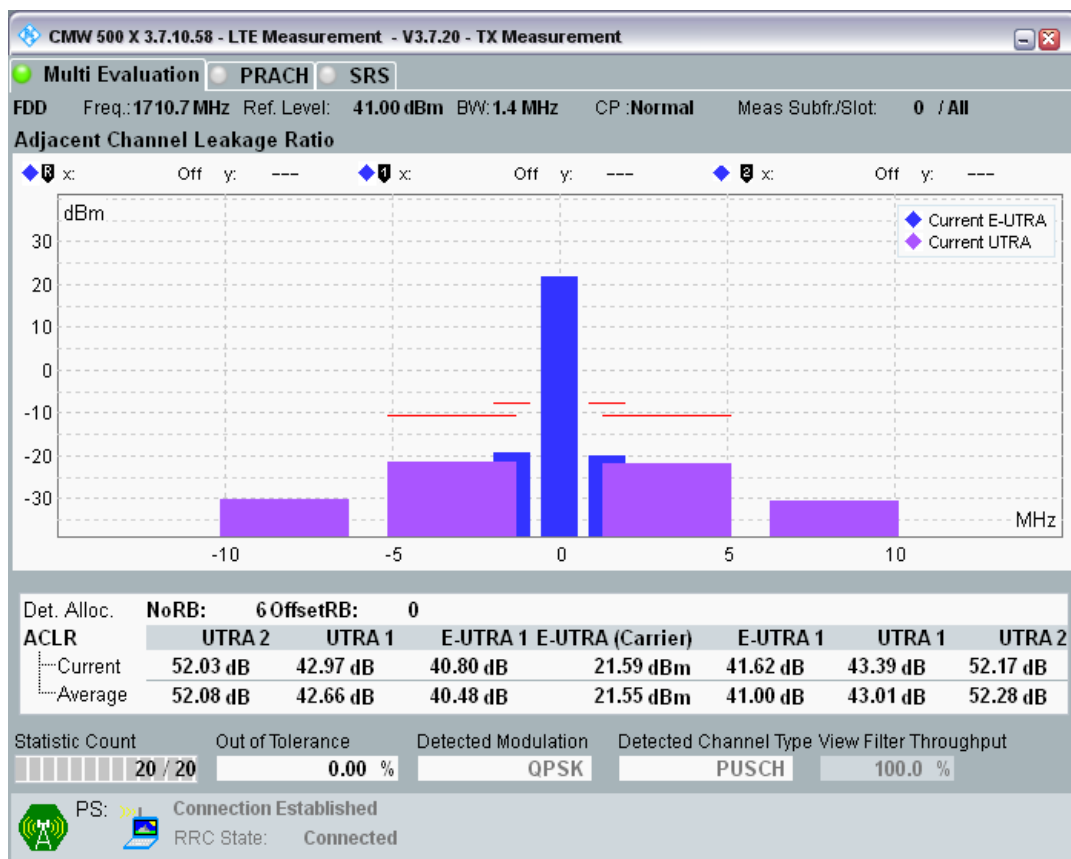 CMW 500 X 3.7.10.58 - LTE Measurement - V3.7.20 - TX Measurement
Multi Evaluation PRACH SRS
FDD Freq.: 1710.7 MHz Ref. Level: 41.00 dBm BW: 1.4 MHz CP :Normal Meas Subfr./Slot: 0 / All
Adjacent Channel Leakage Ratio
R x: Off y: --- 1 x: Off y: --- 2 x: Off y: ---
dBm
Current E-UTRA
Current UTRA
30
20
10
0
-10
-20
-30
MHz
-10 -5 0 5 10
Det. Alloc. NoRB: 6 OffsetRB: 0
ACLR UTRA 2 UTRA 1 E-UTRA 1 E-UTRA (Carrier) E-UTRA 1 UTRA 1 UTRA 2
Current 52.03 dB 42.97 dB 40.80 dB 21.59 dBm 41.62 dB 43.39 dB 52.17 dB
Average 52.08 dB 42.66 dB 40.48 dB 21.55 dBm 41.00 dB 43.01 dB 52.28 dB
Statistic Count Out of Tolerance Detected Modulation Detected Channel Type View Filter Throughput
20 / 20 0.00 % QPSK PUSCH 100.0 %
PS: Connection Established
RRC State: Connected